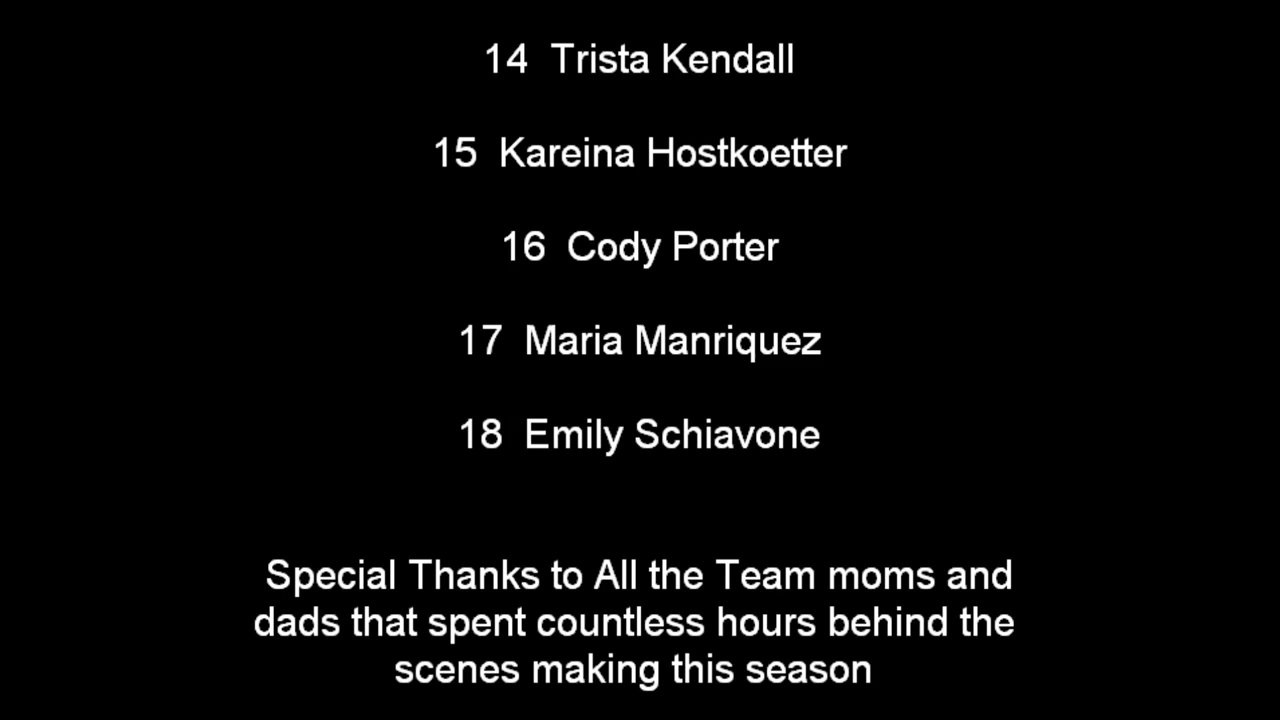 14  Trista Kendall
15  Kareina Hostkoetter
16  Cody Porter
17  Maria Manriquez
18  Emily Schiavone
Special Thanks to All the Team moms and
dads that spent countless hours behind the
scenes making this season